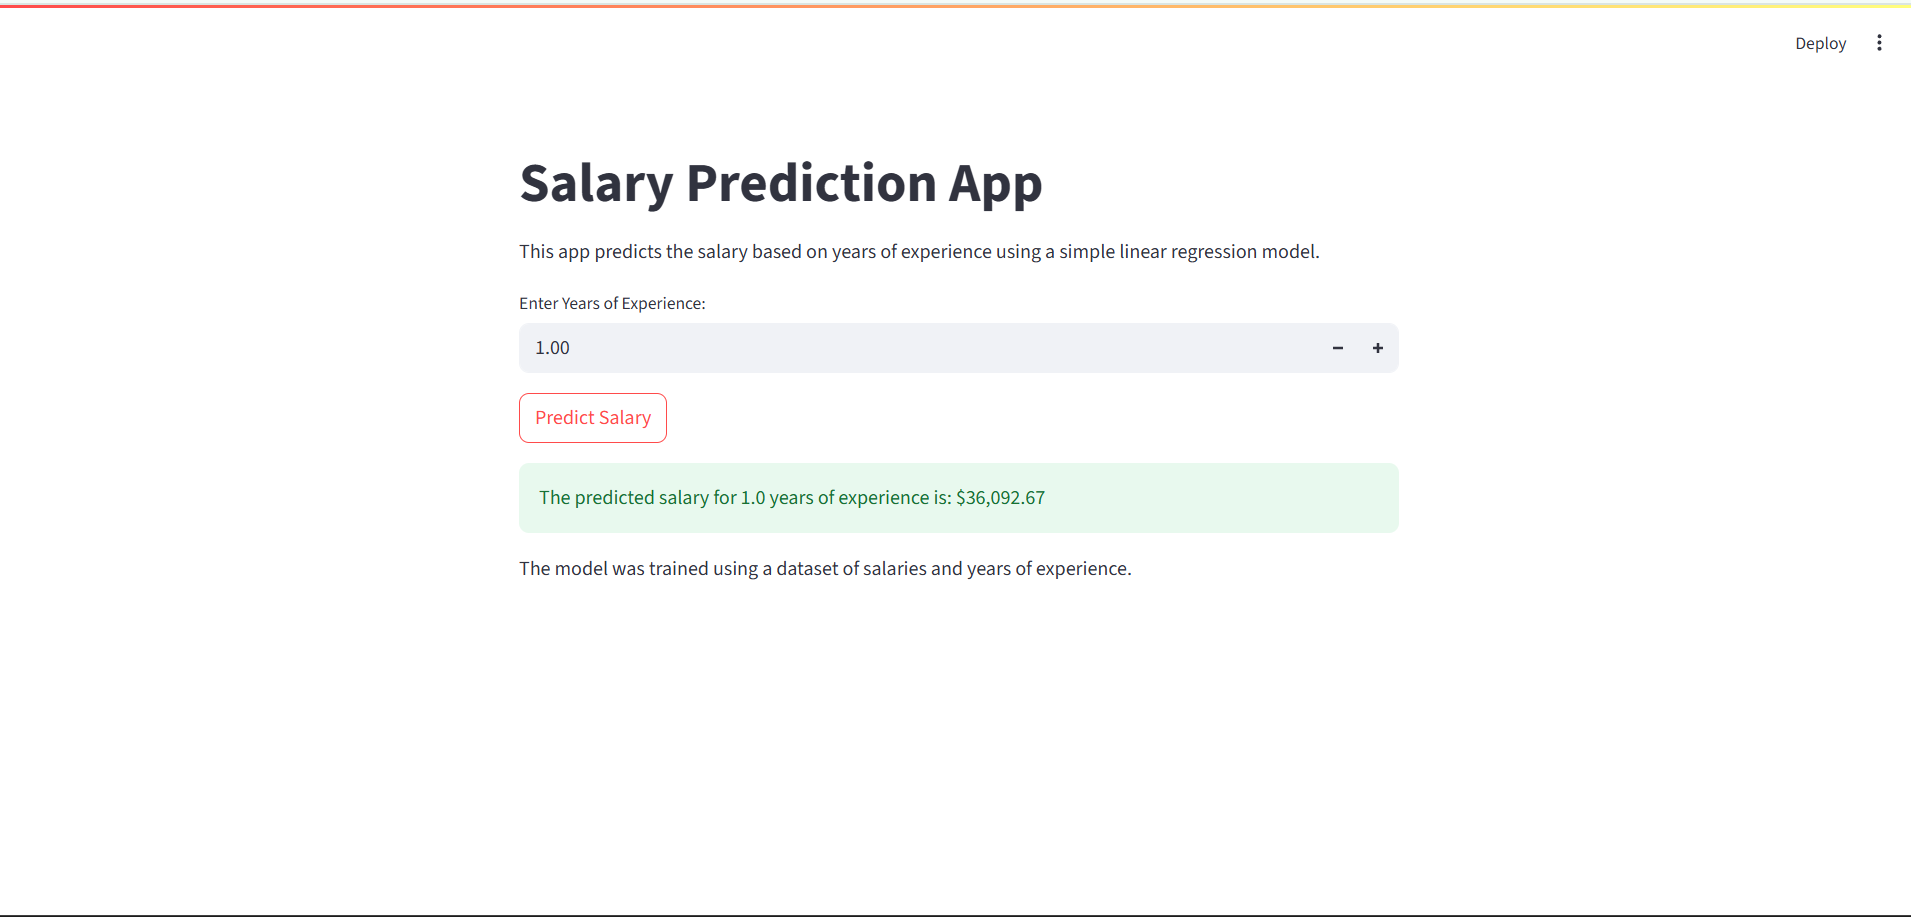 Deploy
Salary Prediction App
This app predicts the salary based on years of experience using a simple linear regression model.
Enter Years of Experience:
1.00
Predict Salary
The predicted salary for 1.0 years of experience is: $36,092.67
The model was trained using a dataset of salaries and years of experience.